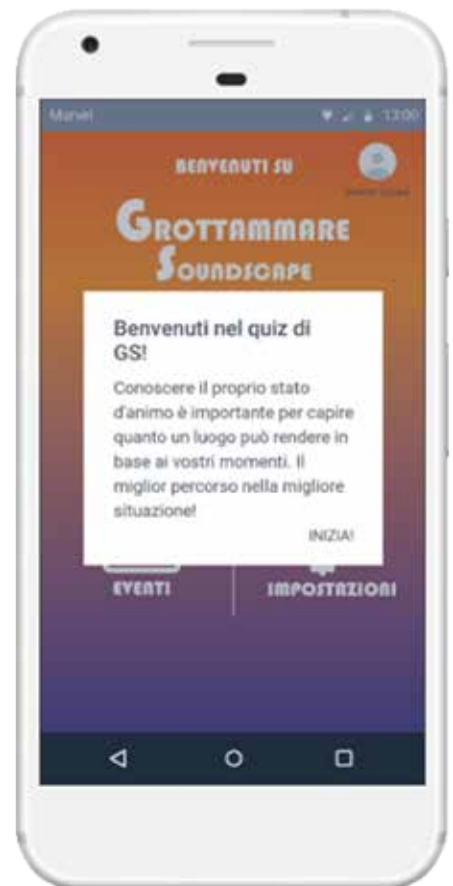 Marvel
13:00
BENVENUTI SU
GROTTAMMARE
SOUNDSCAPE
Benvenuti nel quiz di
GS!
Conoscere il proprio stato
d'animo è importante per capire
quanto un luogo può rendere in
base ai vostri momenti. Il
miglior percorso nella migliore
situazione!
INIZIA!
EVENTI
IMPOSTAZIONI